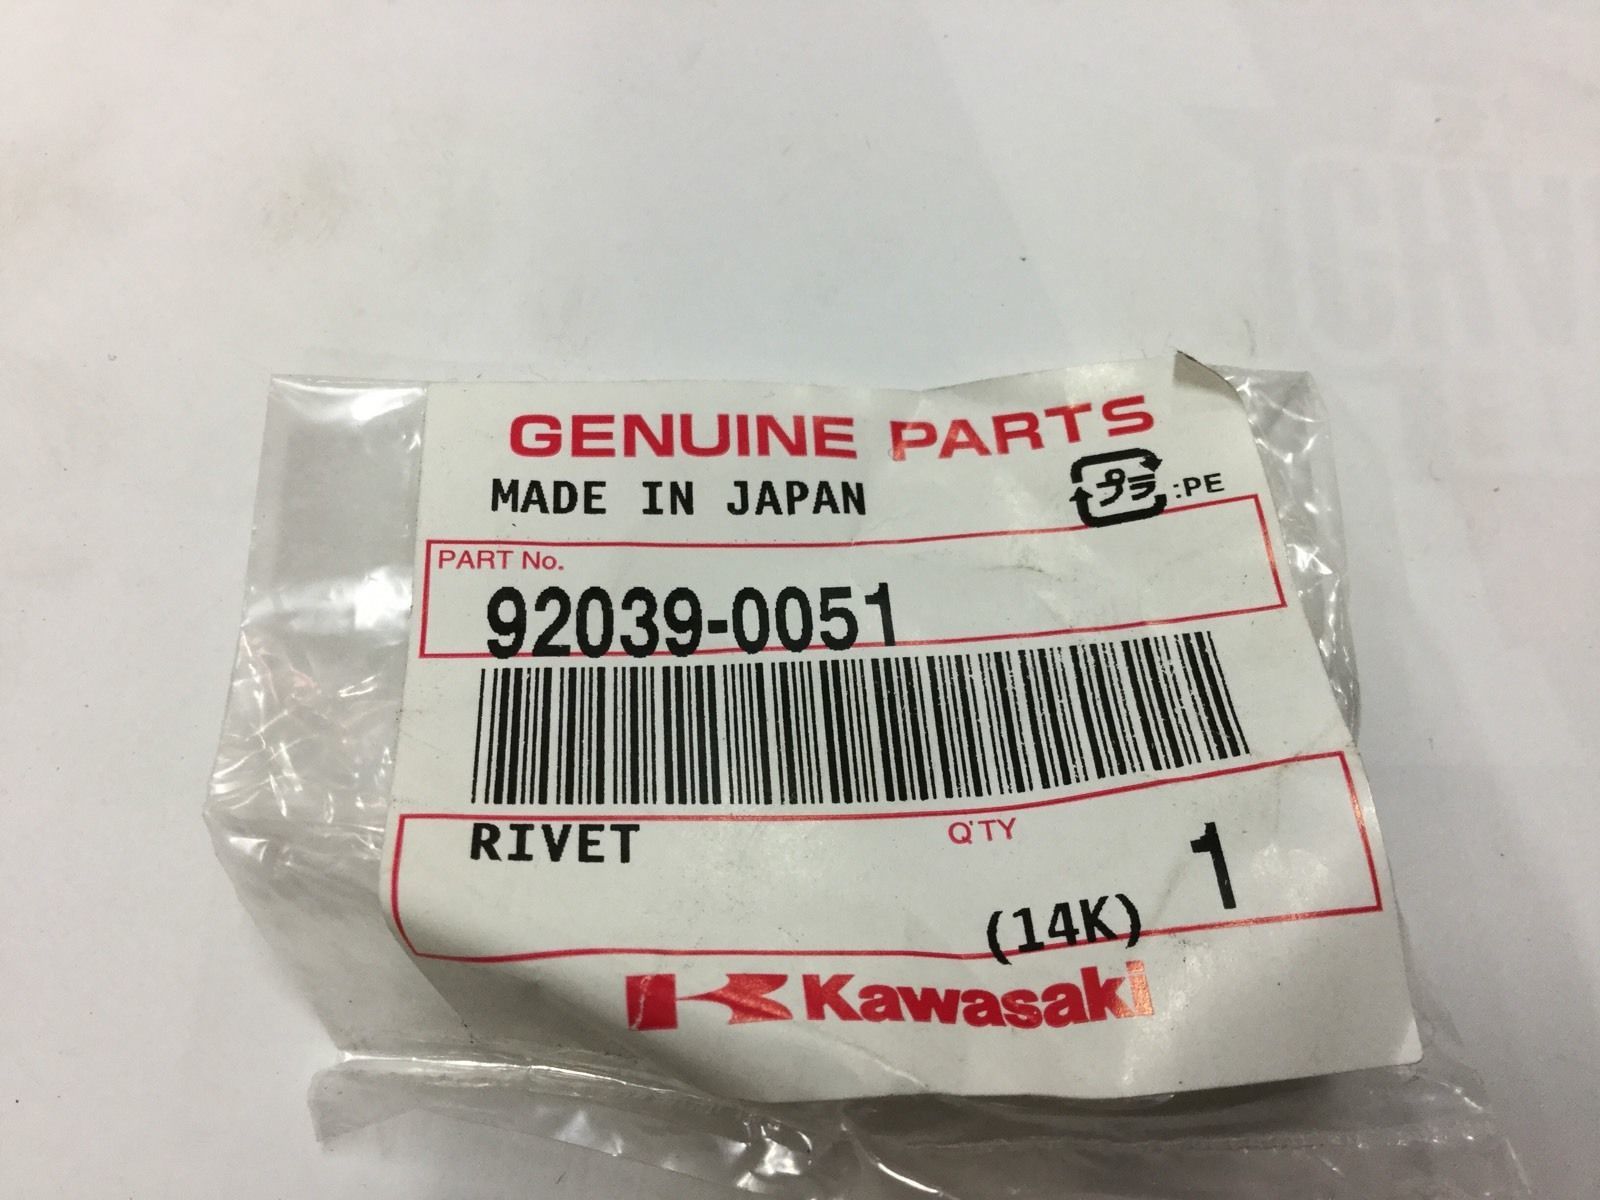 GENUINE PARTS
MADE IN JAPAN
プラ :PE
PART No.
92039-0051
RIVET
Q'TY
1
(14K)
Kawasaki